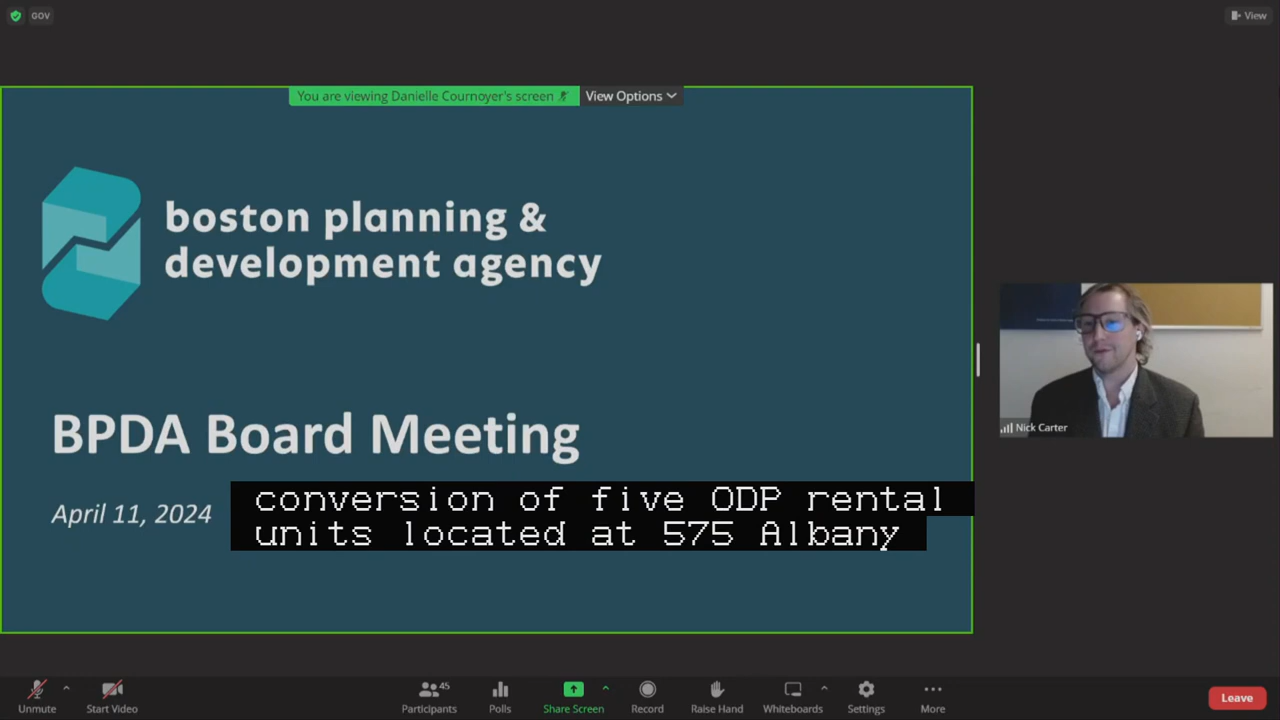 GOV
View
You are viewing Danielle Cournoyer's screen
View Options
boston planning &
development agency
BPDA Board Meeting
April 11, 2024
conversion of five ODP rental
units located at 575 Albany
Nick Carter
Unmute
Start Video
Participants
45
Polls
Share Screen
Record
Raise Hand
Whiteboards
Settings
More
Leave